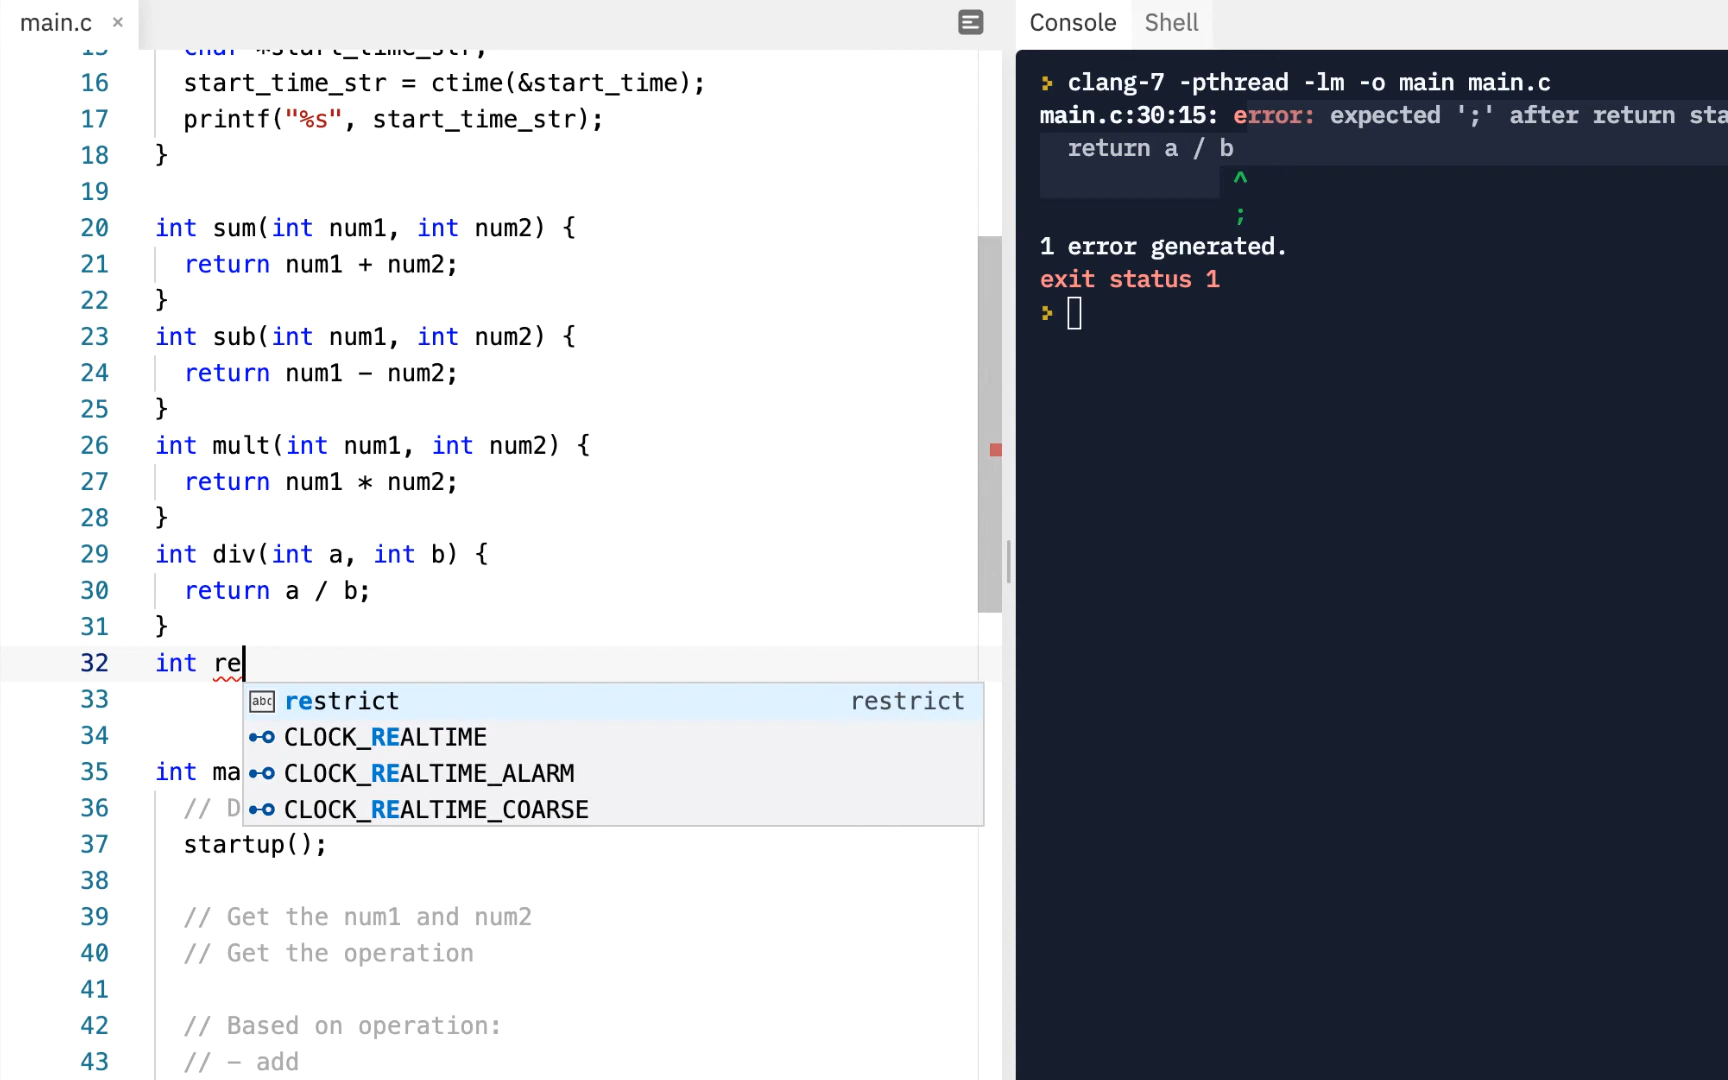 main.c ×
15 char *start_time_str;
16 start_time_str = ctime(&start_time);
17 printf("%s", start_time_str);
18 }
19
20 int sum(int num1, int num2) {
21 return num1 + num2;
22 }
23 int sub(int num1, int num2) {
24 return num1 - num2;
25 }
26 int mult(int num1, int num2) {
27 return num1 * num2;
28 }
29 int div(int a, int b) {
30 return a / b;
31 }
32 int re
33
34
35 int ma
36 // D
37 startup();
38
39 // Get the num1 and num2
40 // Get the operation
41
42 // Based on operation:
43 // - add
abc restrict restrict
CLOCK_REALTIME
CLOCK_REALTIME_ALARM
CLOCK_REALTIME_COARSE
Console Shell
clang-7 -pthread -lm -o main main.c
main.c:30:15: error: expected ';' after return sta
return a / b
^
;
1 error generated.
exit status 1